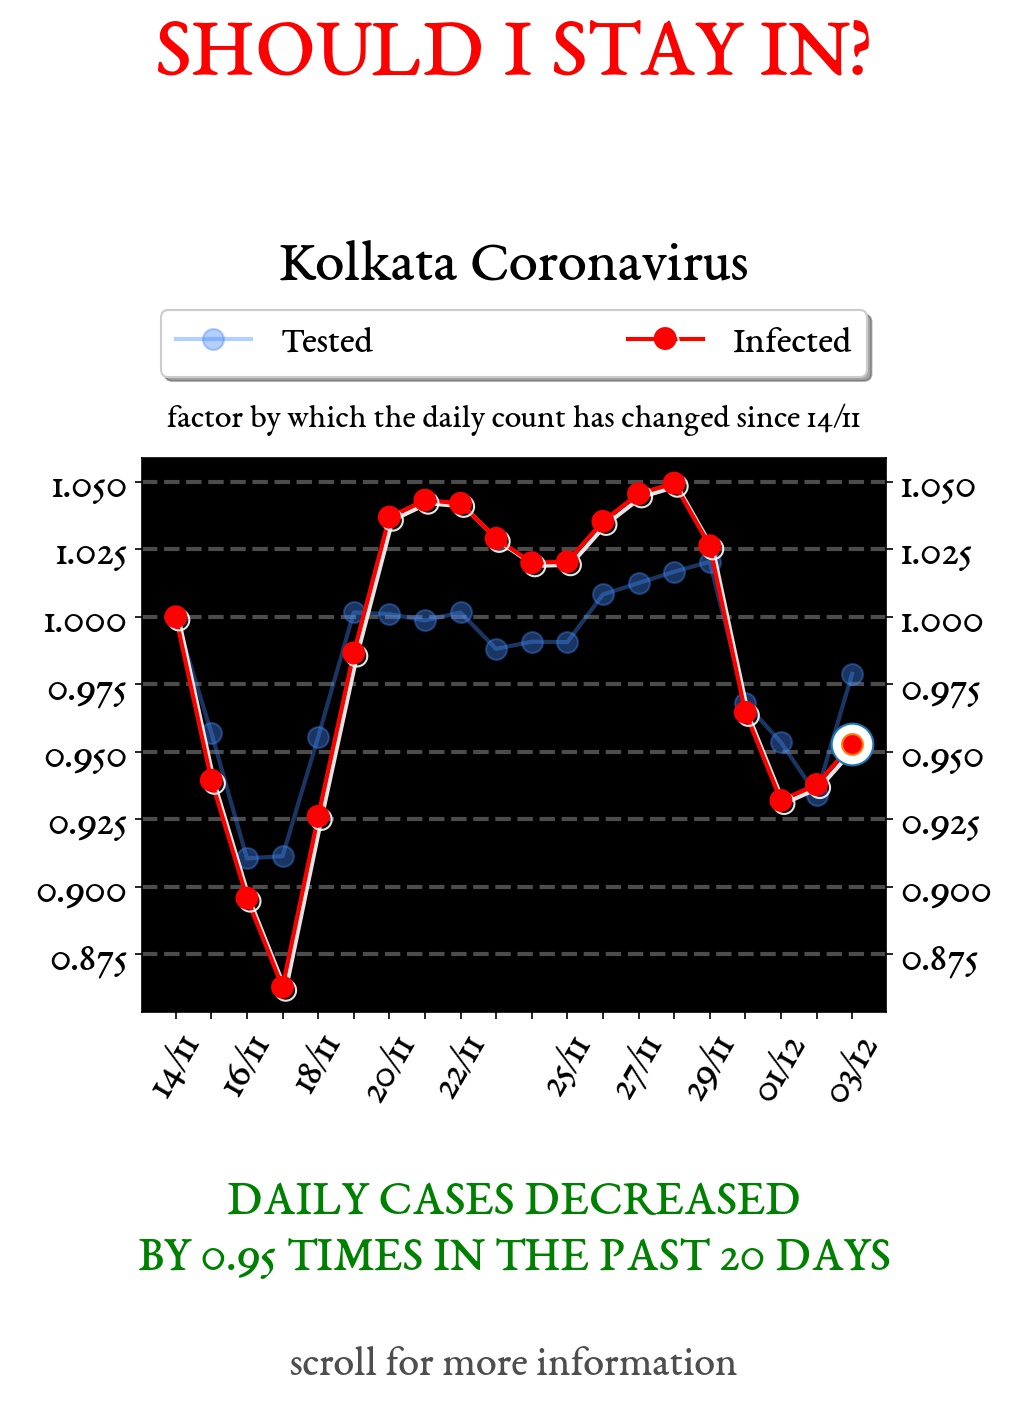 SHOULD I STAY IN?
Kolkata Coronavirus
Tested Infected
factor by which the daily count has changed since 14/11
1.050 1.050
1.025 1.025
1.000 1.000
0.975 0.975
0.950 0.950
0.925 0.925
0.900 0.900
0.875 0.875
14/11 16/11 18/11 20/11 22/11 25/11 27/11 29/11 01/12 03/12
DAILY CASES DECREASED
BY 0.95 TIMES IN THE PAST 20 DAYS
scroll for more information